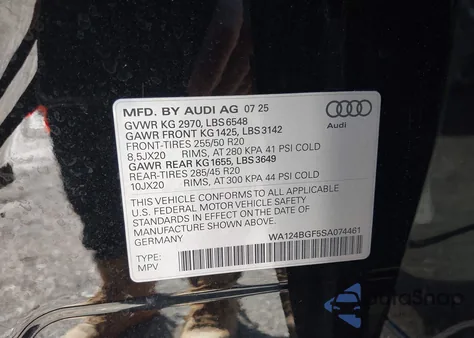 MFD. BY AUDI AG 07 25
GVWR KG 2970, LBS 6548
GAWR FRONT KG 1425, LBS 3142
FRONT-TIRES 255/50 R20
8,5JX20 RIMS, AT 280 KPA 41 PSI COLD
GAWR REAR KG 1655, LBS 3649
REAR-TIRES 285/45 R20
10JX20 RIMS, AT 300 KPA 44 PSI COLD
Audi
THIS VEHICLE CONFORMS TO ALL APPLICABLE
U.S. FEDERAL MOTOR VEHICLE SAFETY
STANDARDS IN EFFECT ON THE DATE OF
MANUFACTURE SHOWN ABOVE.
GERMANY
WA124BGF5SA074461
TYPE:
MPV
DataShop